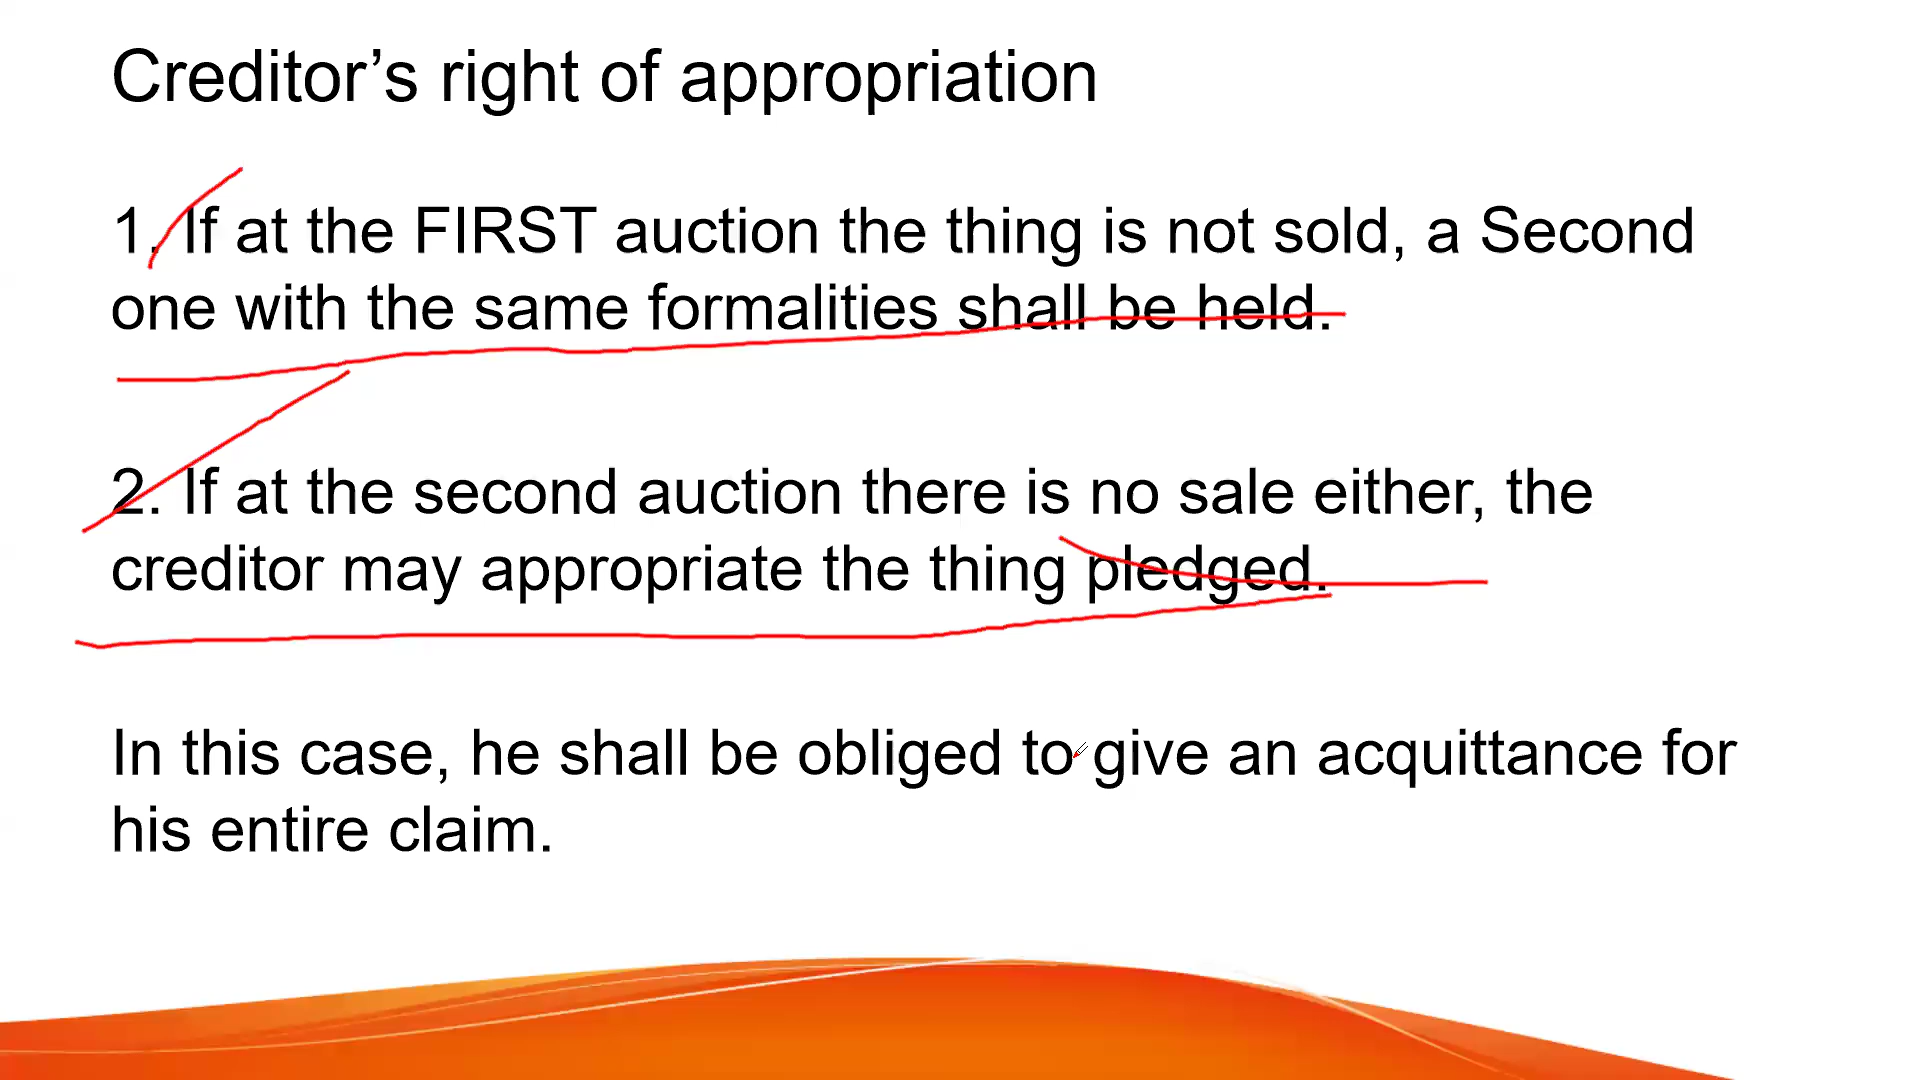 Creditor’s right of appropriation
1. If at the FIRST auction the thing is not sold, a Second
one with the same formalities shall be held.
2. If at the second auction there is no sale either, the
creditor may appropriate the thing pledged.
In this case, he shall be obliged to give an acquittance for
his entire claim.